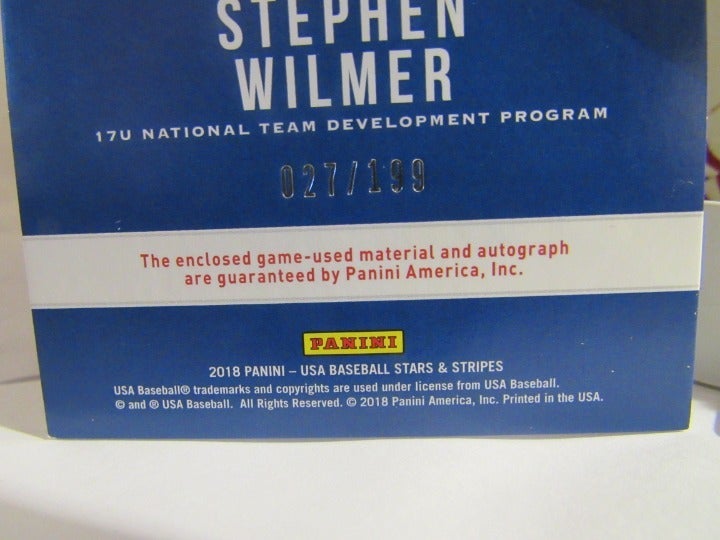 STEPHEN
WILMER
17U NATIONAL TEAM DEVELOPMENT PROGRAM
027/199
The enclosed game-used material and autograph
are guaranteed by Panini America, Inc.
PANINI
2018 PANINI – USA BASEBALL STARS & STRIPES
USA Baseball® trademarks and copyrights are used under license from USA Baseball.
© and ® USA Baseball. All Rights Reserved. © 2018 Panini America, Inc. Printed in the USA.